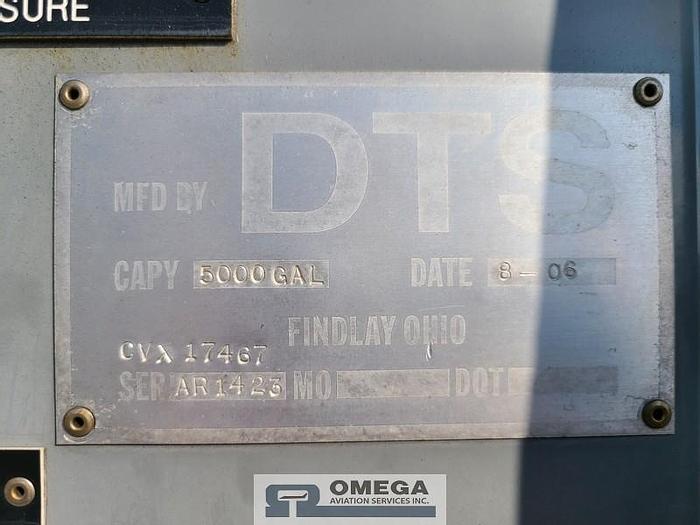 SURE
MFD BY DTS
CAPY 5000 GAL DATE 8-06
FINDLAY OHIO
CVX 17467
SER AR1423 MO DOT
OMEGA
AVIATION SERVICES INC.